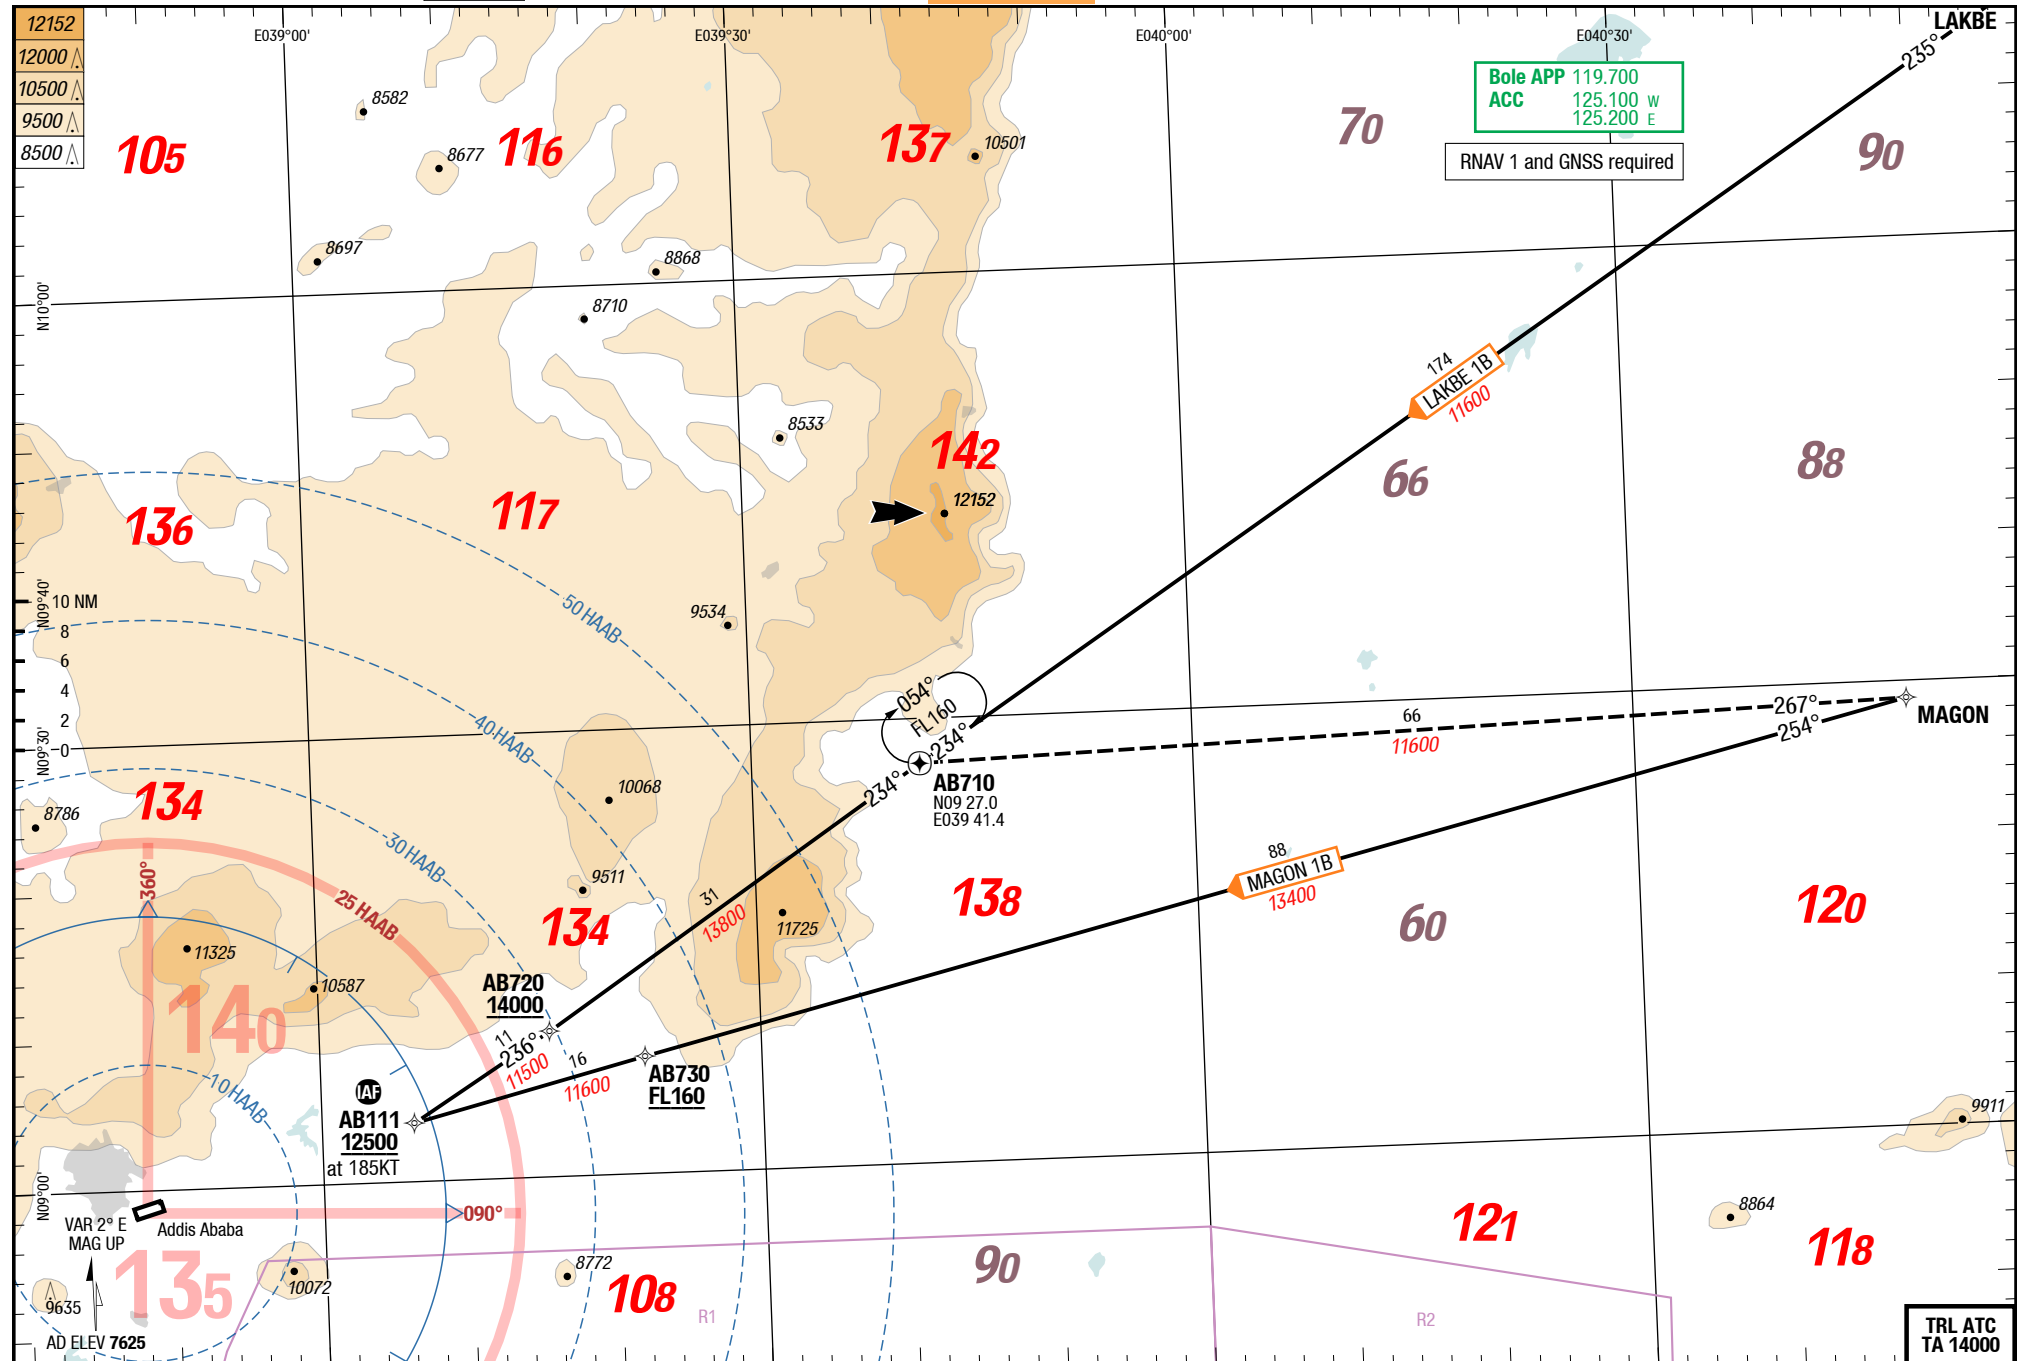 12152
12000
10500
9500
8500
E039°00'
E039°30'
E040°00'
E040°30'
LAKBE
235°
Bole APP 119.700
ACC 125.100 W
125.200 E
RNAV 1 and GNSS required
105
116
137
70
90
8582
8677
10501
8697
8868
8710
N10°00'
174
LAKBE 1B
11600
8533
142
66
88
12152
136
117
50 HAAB
9534
N09°40'
10 NM
8
6
4
2
0
N09°30'
054°
FL160
234°
40 HAAB
66
11600
267°
254°
MAGON
AB710
N09 27.0
E039 41.4
234°
10068
134
8786
30 HAAB
360°
25 HAAB
9511
134
31
13800
11725
138
88
MAGON 1B
13400
60
120
11325
10587
140
AB720
14000
11
236°
11500
16
11600
AB730
FL160
10 HAAB
IAF
AB111
12500
at 185KT
9911
N09°00'
VAR 2° E
MAG UP
Addis Ababa
090°
135
10072
8772
108
R1
90
121
8864
118
R2
9635
AD ELEV 7625
TRL ATC
TA 14000